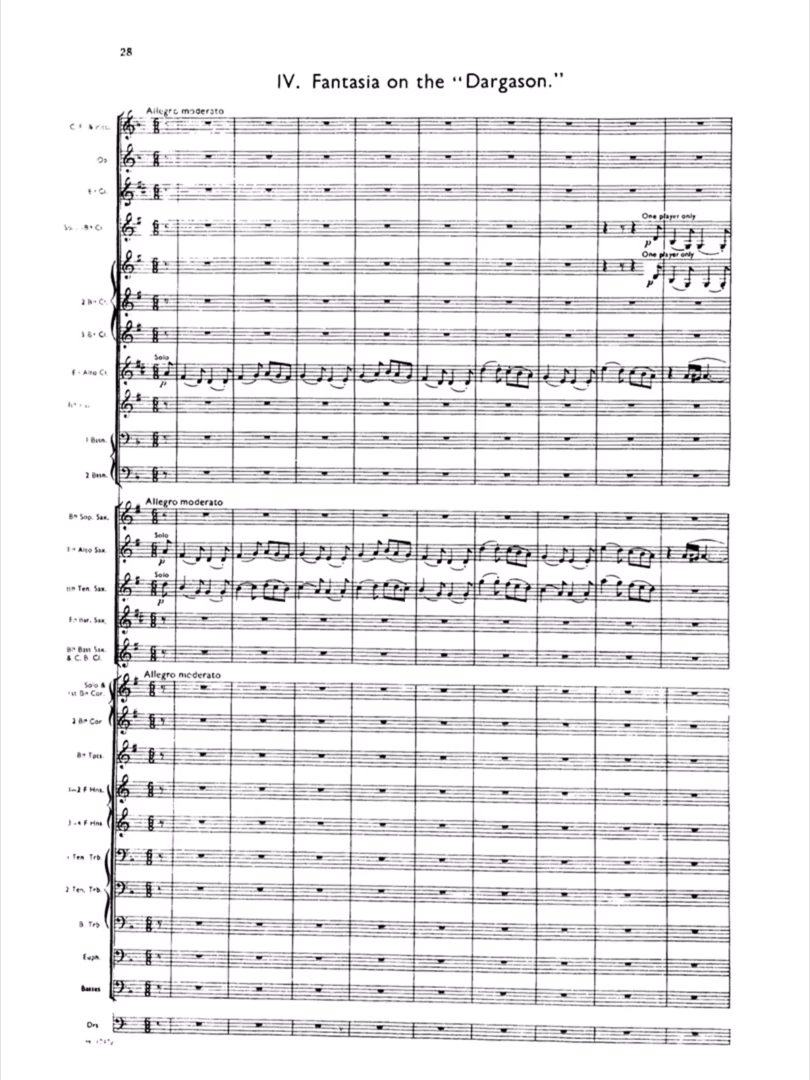 28
IV. Fantasia on the “Dargason.”
Allegro moderato
Ob
E♭ Cl.
One player only
p
One player only
p
2 B♭ Cl.
3 B♭ Cl.
Solo
E♭ Alto Cl.
p
1 Bssn.
2 Bssn.
Allegro moderato
B♭ Sop. Sax.
Solo
E♭ Alto Sax.
p
Solo
B♭ Ten. Sax.
p
E♭ Bar. Sax.
B♭ Bass Sax.
& C. B. Cl.
Allegro moderato
Solo &
1st B♭ Cor.
2 B♭ Cor
B♭ Tpts.
1–2 F Hns.
3–4 F Hns
1 Ten. Trb.
2 Ten. Trb.
B. Trb
Euph.
Basses
Drs